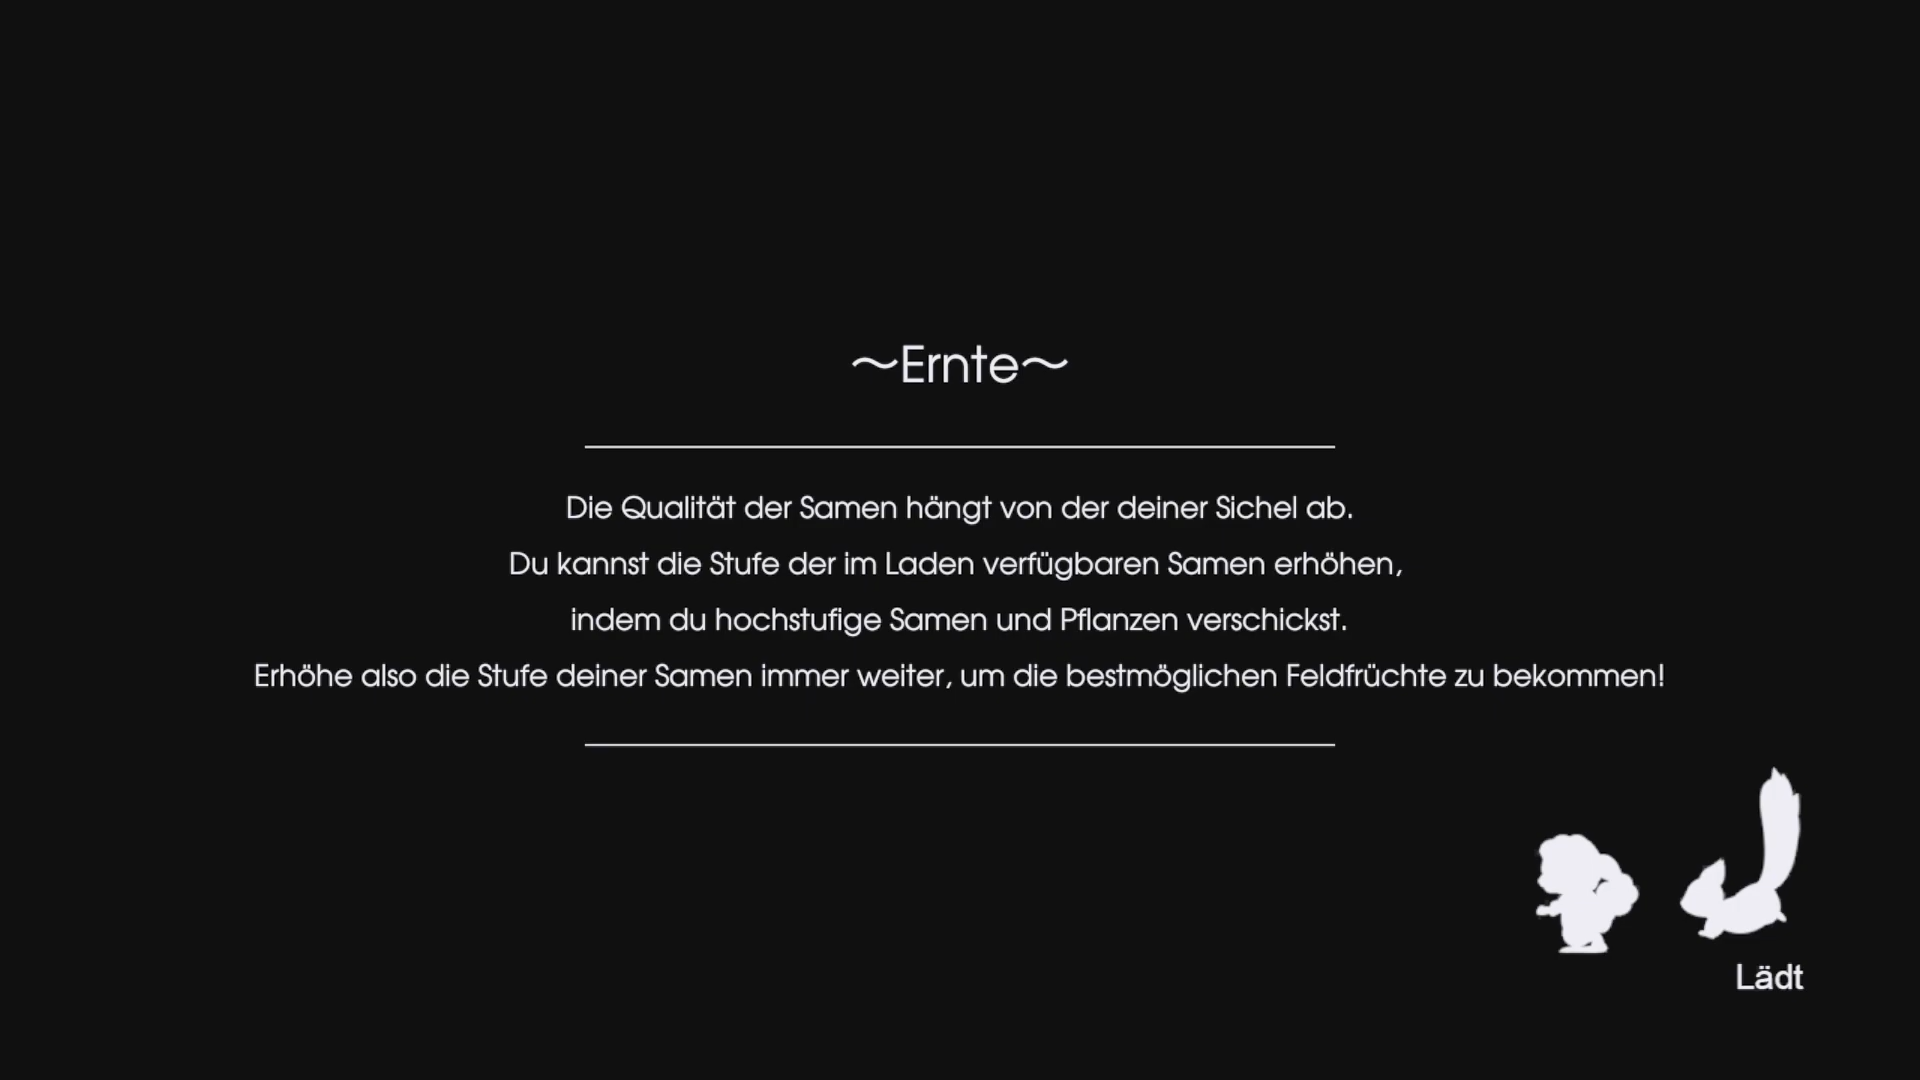 ～Ernte～
Die Qualität der Samen hängt von der deiner Sichel ab.
Du kannst die Stufe der im Laden verfügbaren Samen erhöhen,
indem du hochstufige Samen und Pflanzen verschickst.
Erhöhe also die Stufe deiner Samen immer weiter, um die bestmöglichen Feldfrüchte zu bekommen!
Lädt